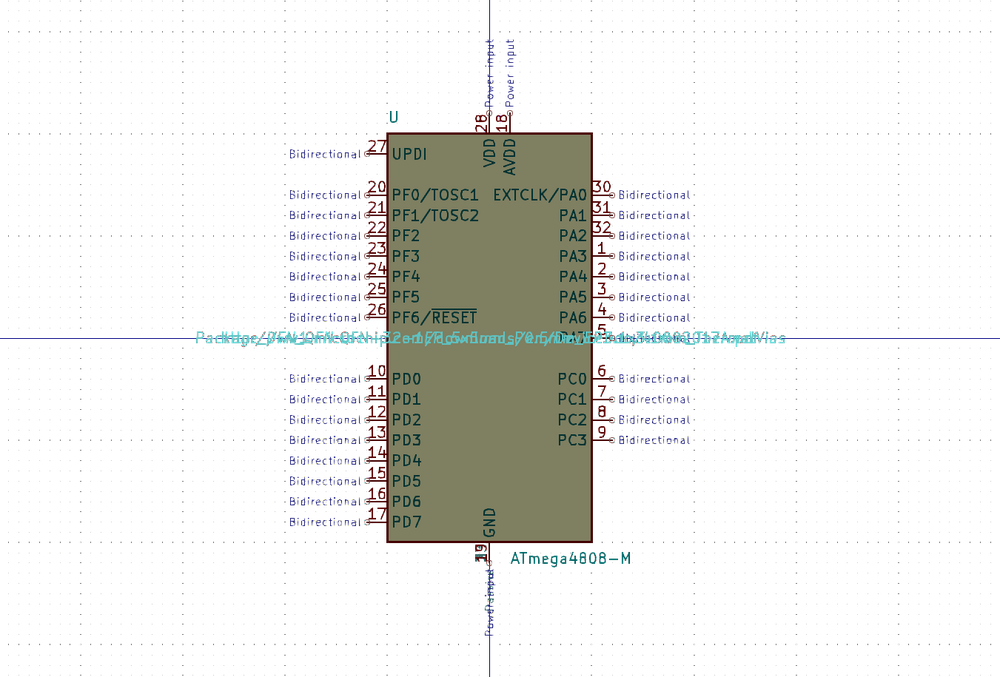 Power input Power input
U
28 18
VDD AVDD
Bidirectional 27 UPDI
Bidirectional 20 PF0/TOSC1 EXTCLK/PA0 30 Bidirectional
Bidirectional 21 PF1/TOSC2 PA1 31 Bidirectional
Bidirectional 22 PF2 PA2 32 Bidirectional
Bidirectional 23 PF3 PA3 1 Bidirectional
Bidirectional 24 PF4 PA4 2 Bidirectional
Bidirectional 25 PF5 PA5 3 Bidirectional
Bidirectional 26 PF6/RESET PA6 4 Bidirectional
5
Bidirectional 10 PD0 PC0 6 Bidirectional
Bidirectional 11 PD1 PC1 7 Bidirectional
Bidirectional 12 PD2 PC2 8 Bidirectional
Bidirectional 13 PD3 PC3 9 Bidirectional
Bidirectional 14 PD4
Bidirectional 15 PD5
Bidirectional 16 PD6
Bidirectional 17 PD7
GND
ATmega4808-M